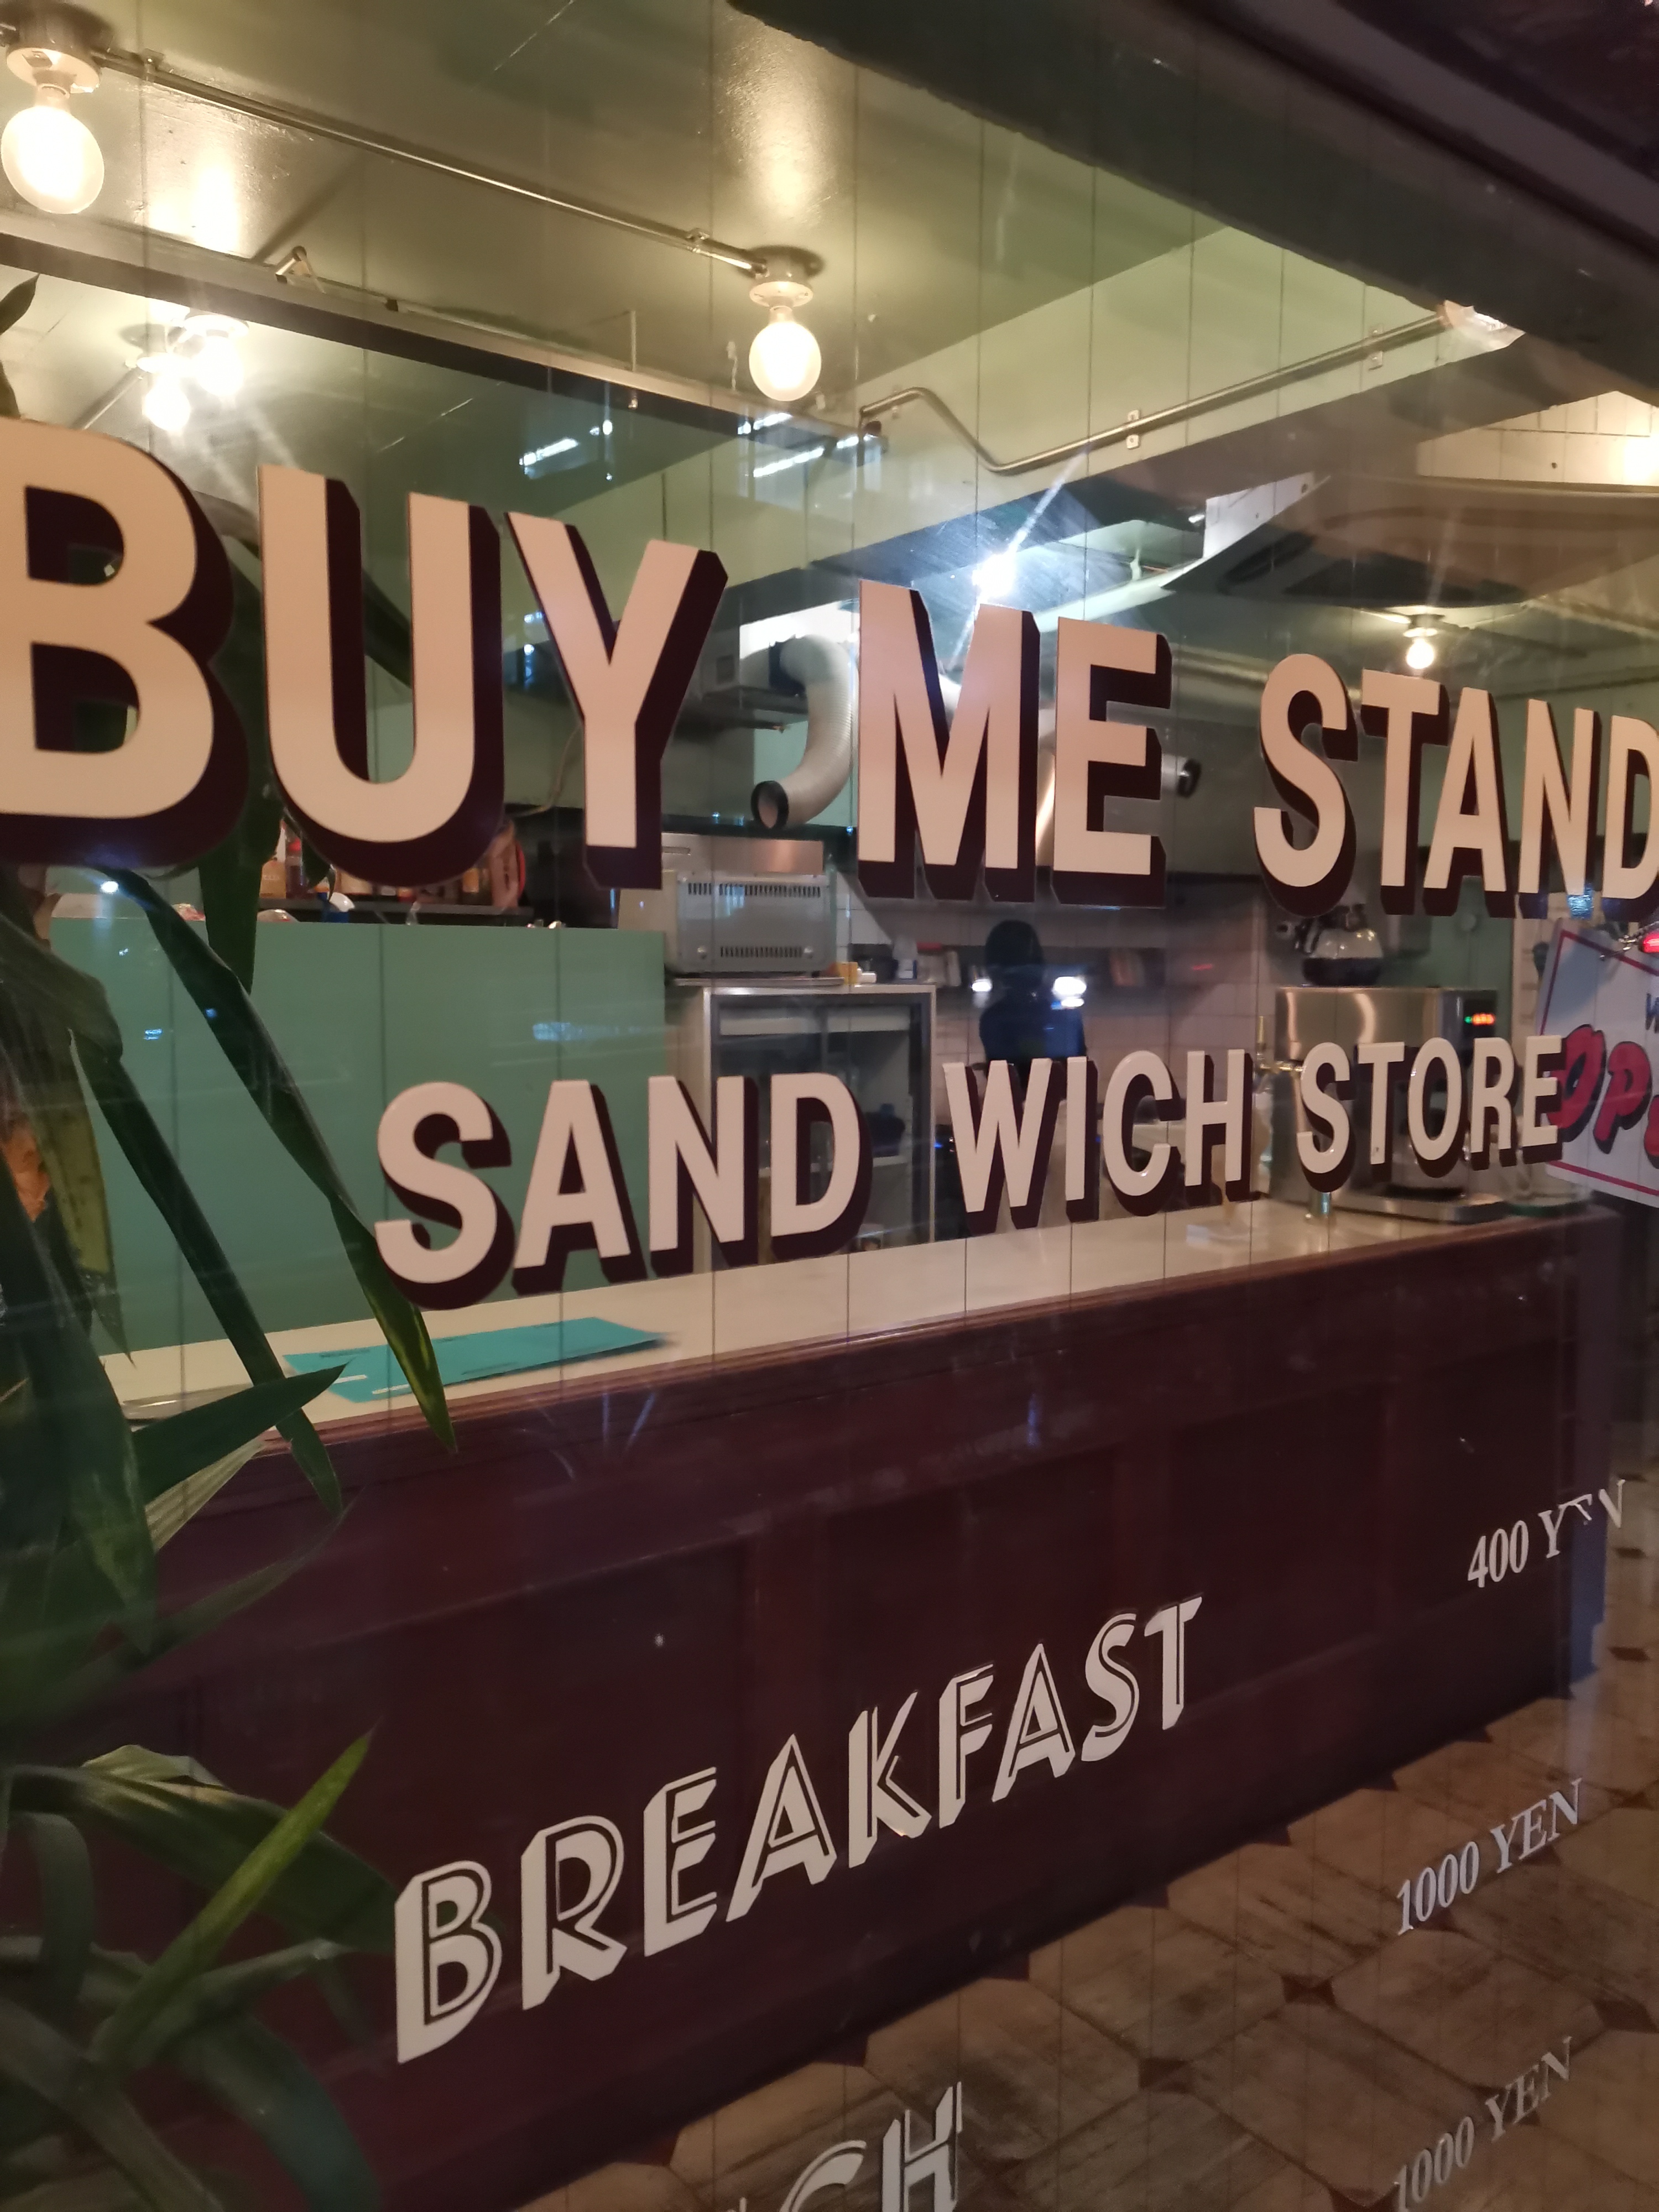 BUY ME STAND
SAND WICH STORE
400 YEN
BREAKFAST
1000 YEN
1000 YEN